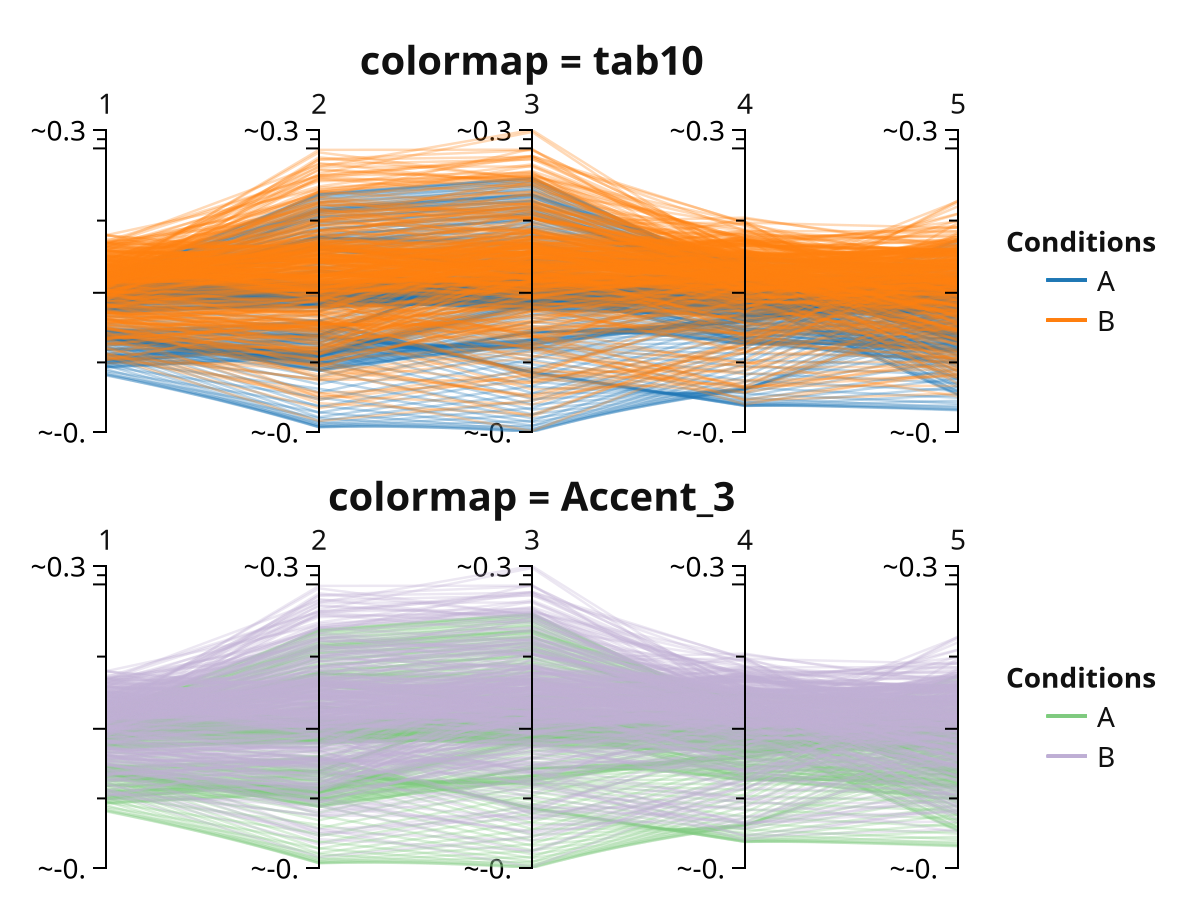 colormap = tab10
1 2 3 4 5
~0.3 ~0.3 ~0.3 ~0.3 ~0.3
Conditions
A
B
~-0. ~-0. ~-0. ~-0. ~-0.
colormap = Accent_3
1 2 3 4 5
~0.3 ~0.3 ~0.3 ~0.3 ~0.3
Conditions
A
B
~-0. ~-0. ~-0. ~-0. ~-0.